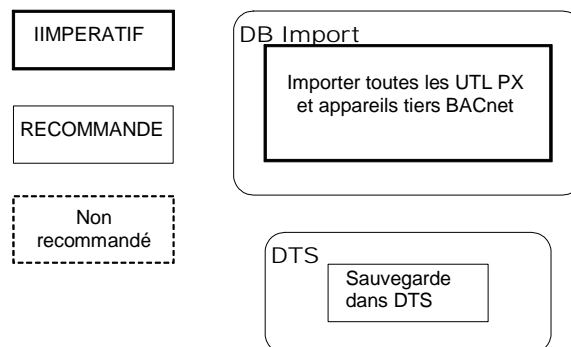 IIMPERATIF
RECOMMANDE
Non
recommandé
DB Import
Importer toutes les UTL PX
et appareils tiers BACnet
DTS
Sauvegarde
dans DTS